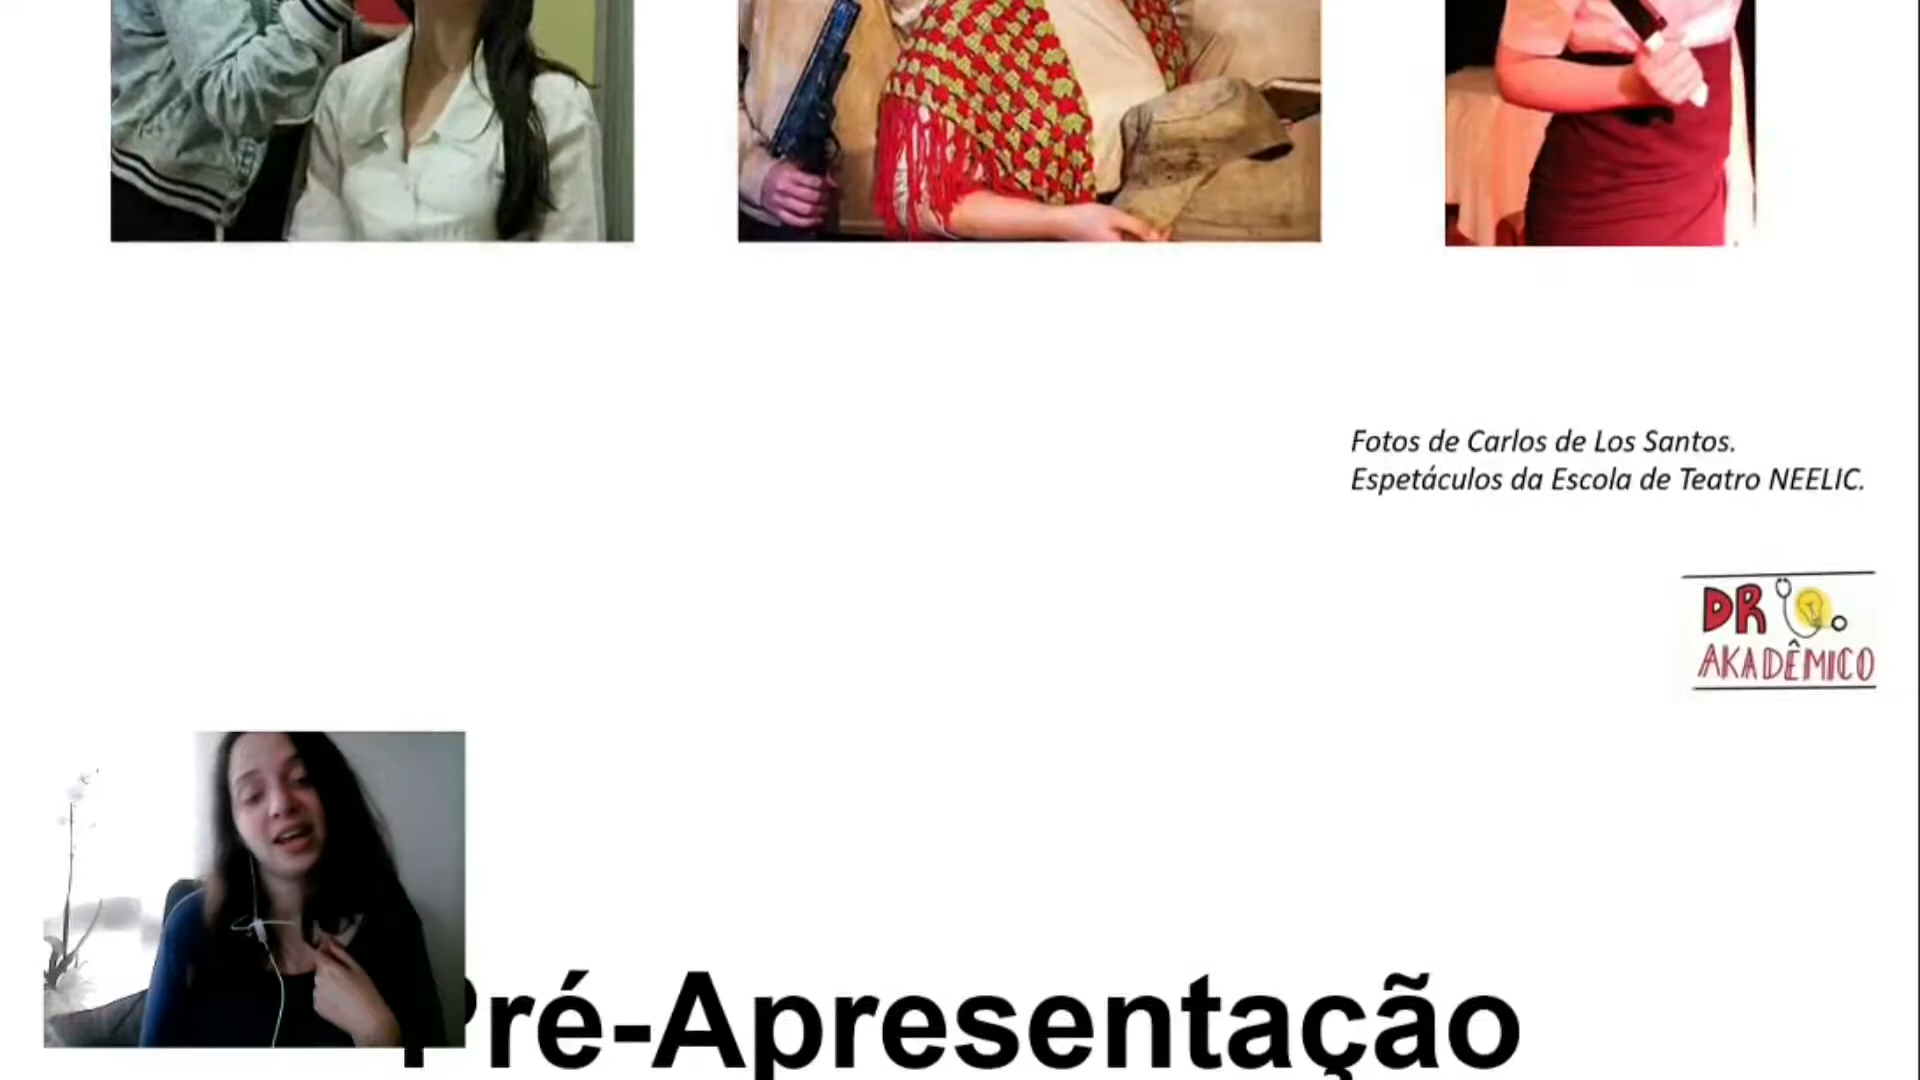 Fotos de Carlos de Los Santos.
Espetáculos da Escola de Teatro NEELIC.
DR
AKADÊMICO
Pré-Apresentação